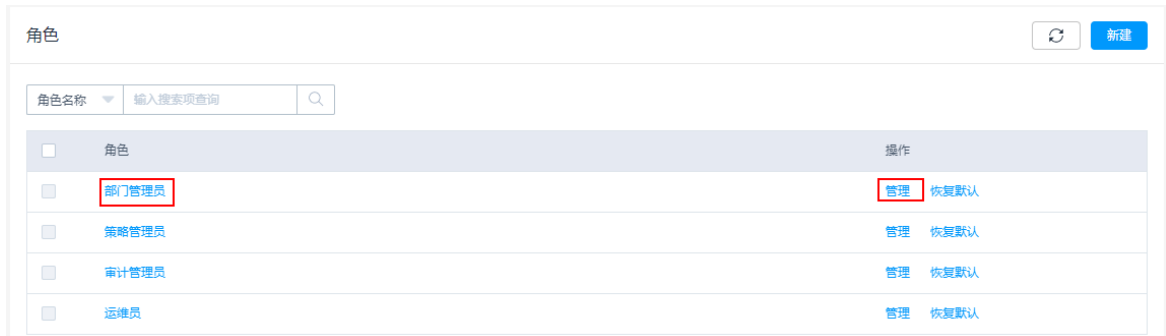 角色
新建
角色名称 输入搜索项查询
角色 操作
部门管理员 管理 恢复默认
策略管理员 管理 恢复默认
审计管理员 管理 恢复默认
运维员 管理 恢复默认